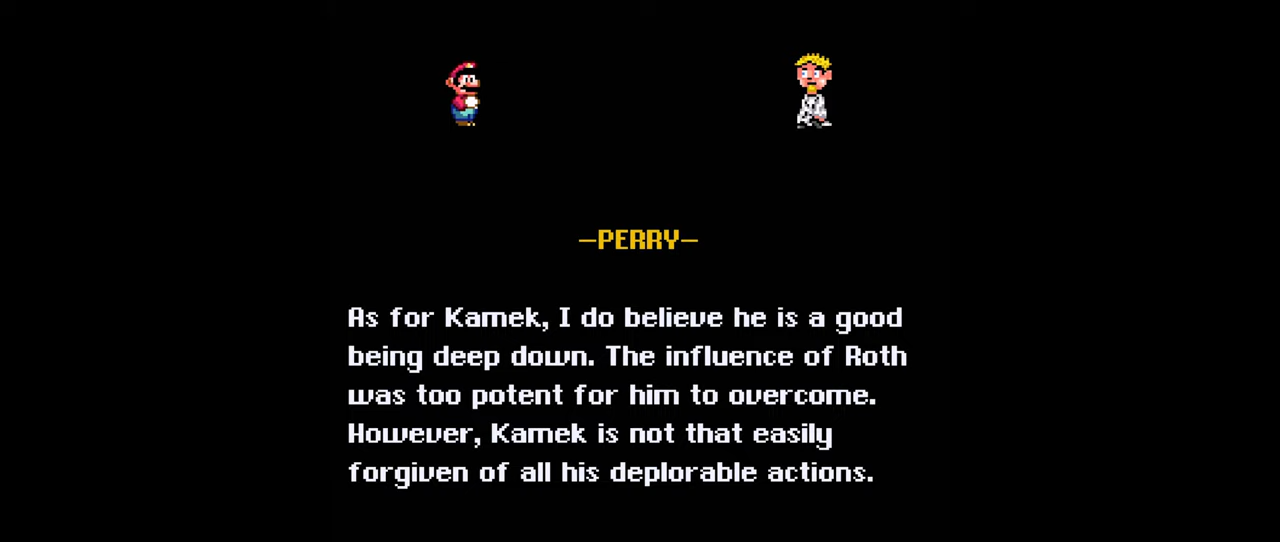 —PERRY—
As for Kamek, I do believe he is a good
being deep down. The influence of Roth
was too potent for him to overcome.
However, Kamek is not that easily
forgiven of all his deplorable actions.